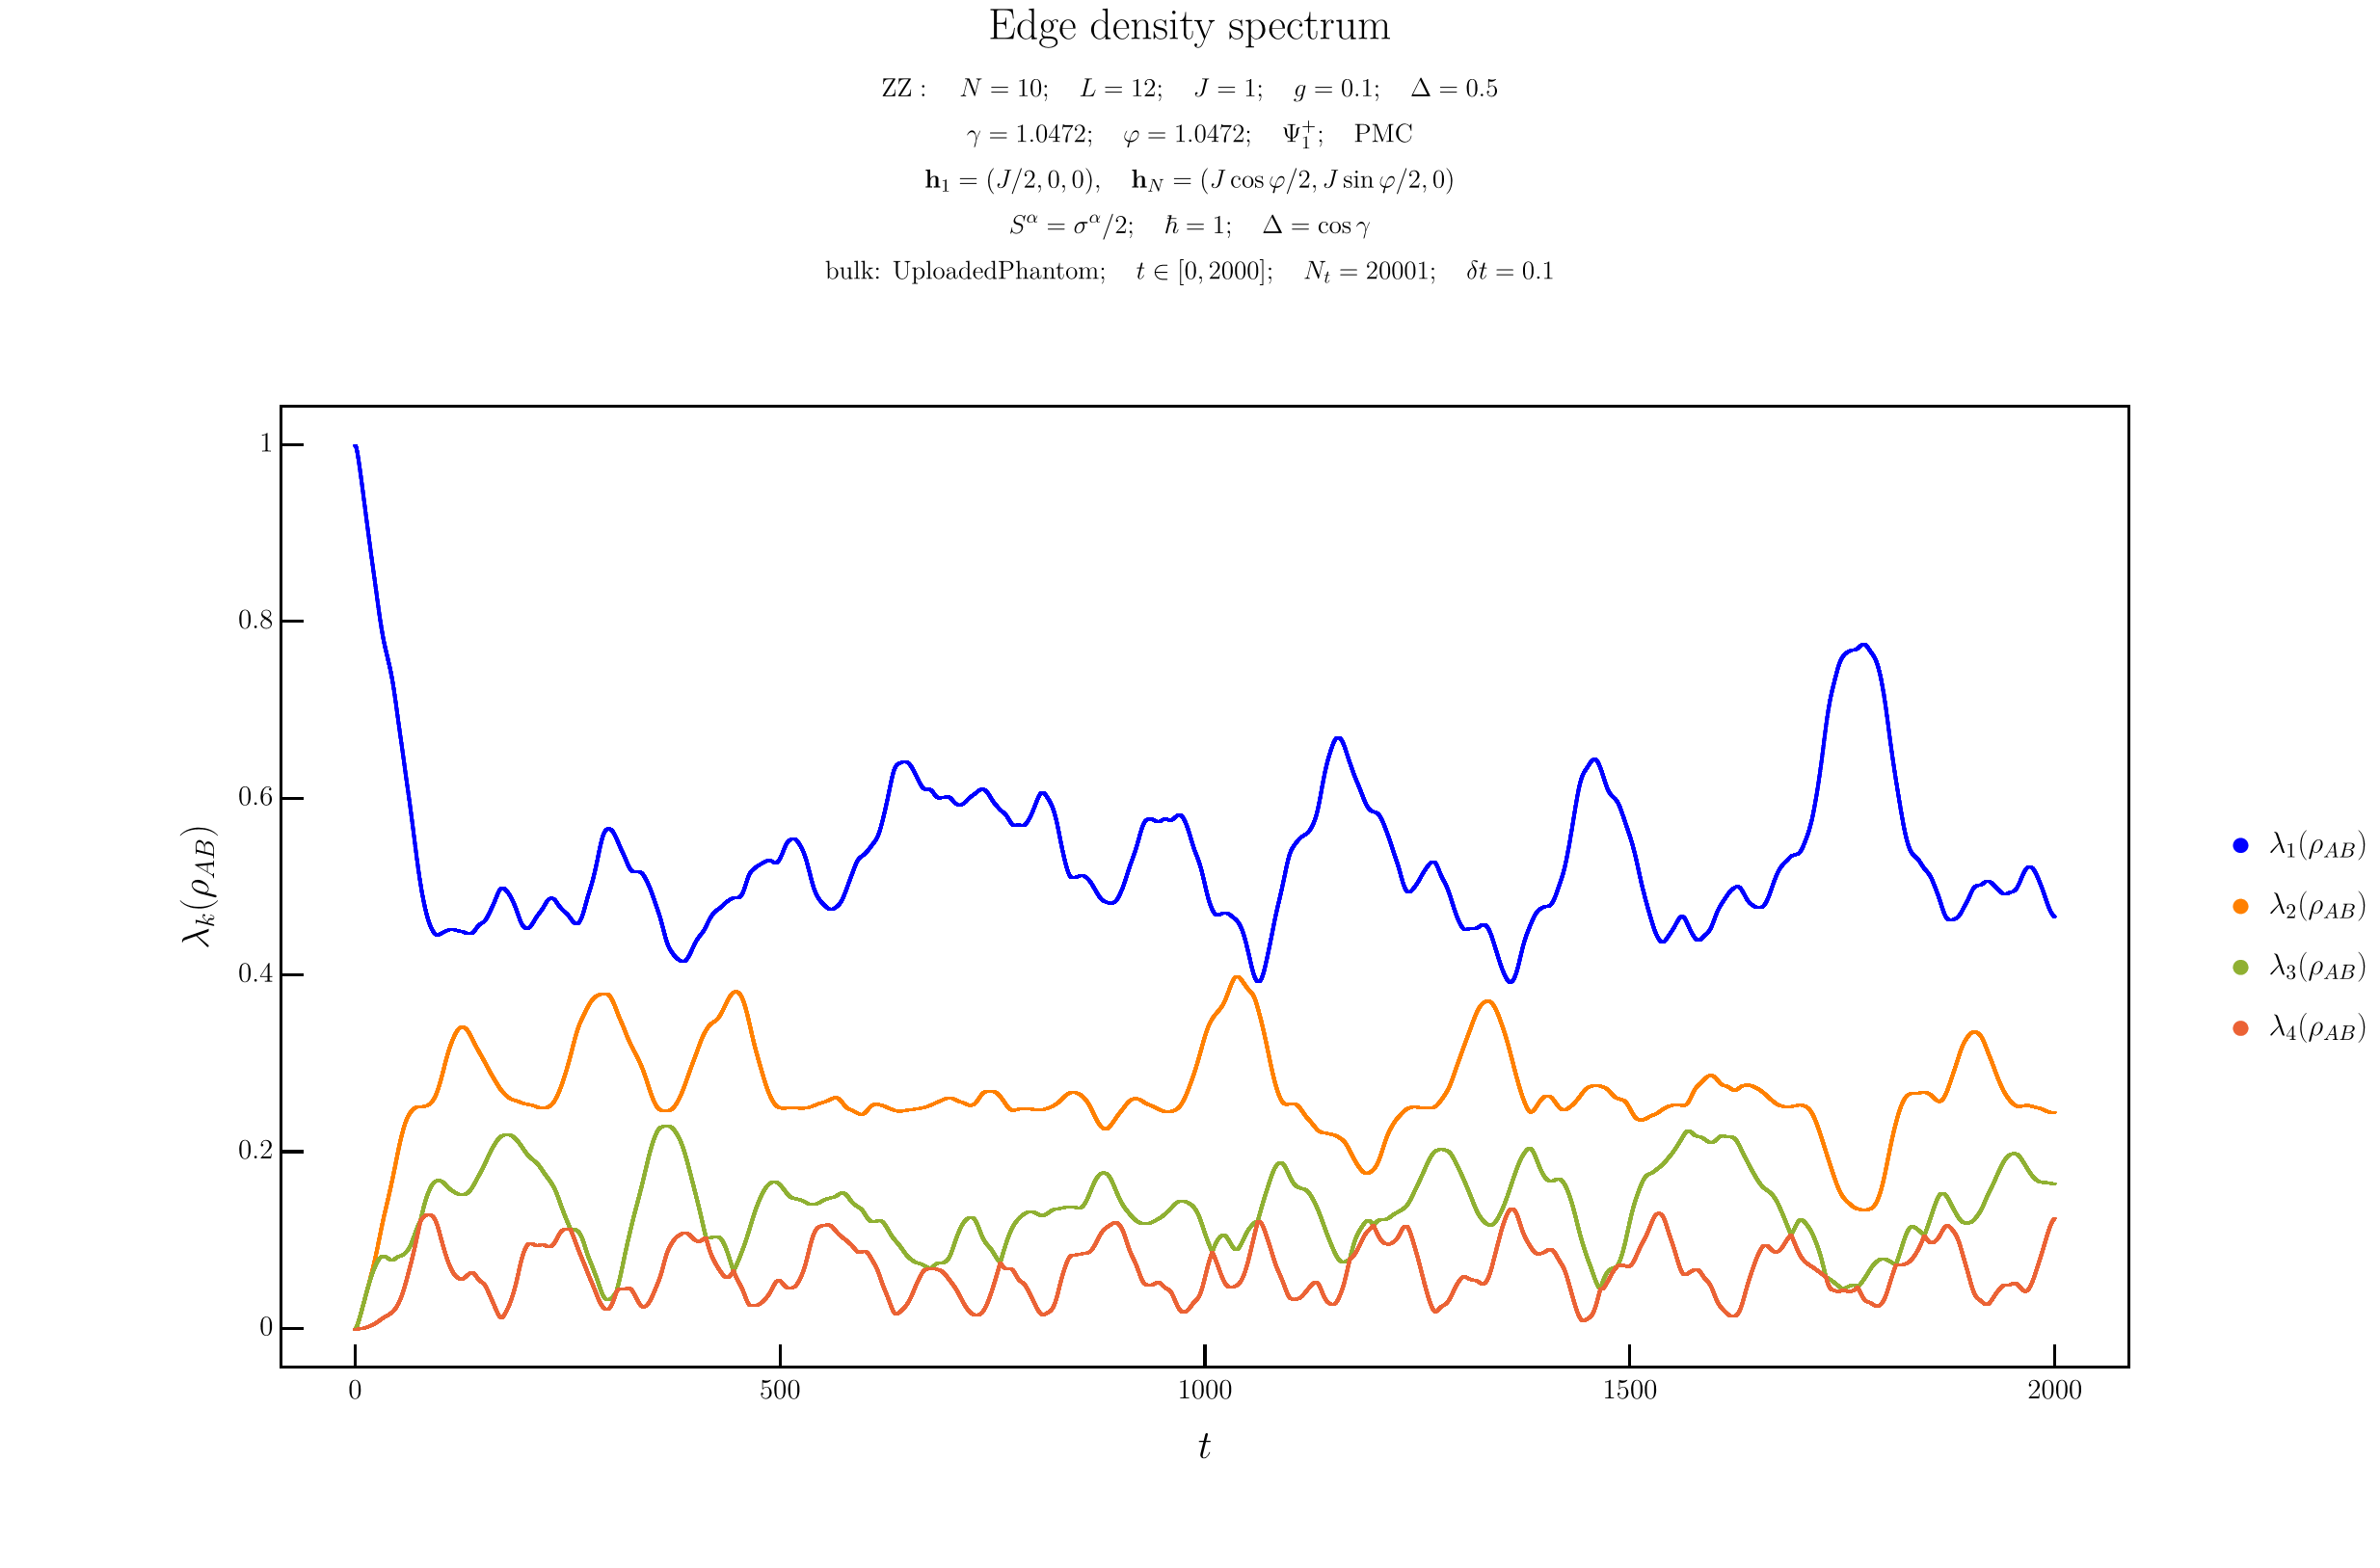 Edge density spectrum
ZZ : N = 10; L = 12; J = 1; g = 0.1; Δ = 0.5
γ = 1.0472; φ = 1.0472; Ψ₁⁺; PMC
h₁ = (J/2, 0, 0), h_N = (J cos φ/2, J sin φ/2, 0)
S^α = σ^α/2; ℏ = 1; Δ = cos γ
bulk: UploadedPhantom; t ∈ [0, 2000]; N_t = 20001; δt = 0.1
1
0.8
0.6
0.4
0.2
0
λ_k(ρ_AB)
0 500 1000 1500 2000
t
λ₁(ρ_AB)
λ₂(ρ_AB)
λ₃(ρ_AB)
λ₄(ρ_AB)